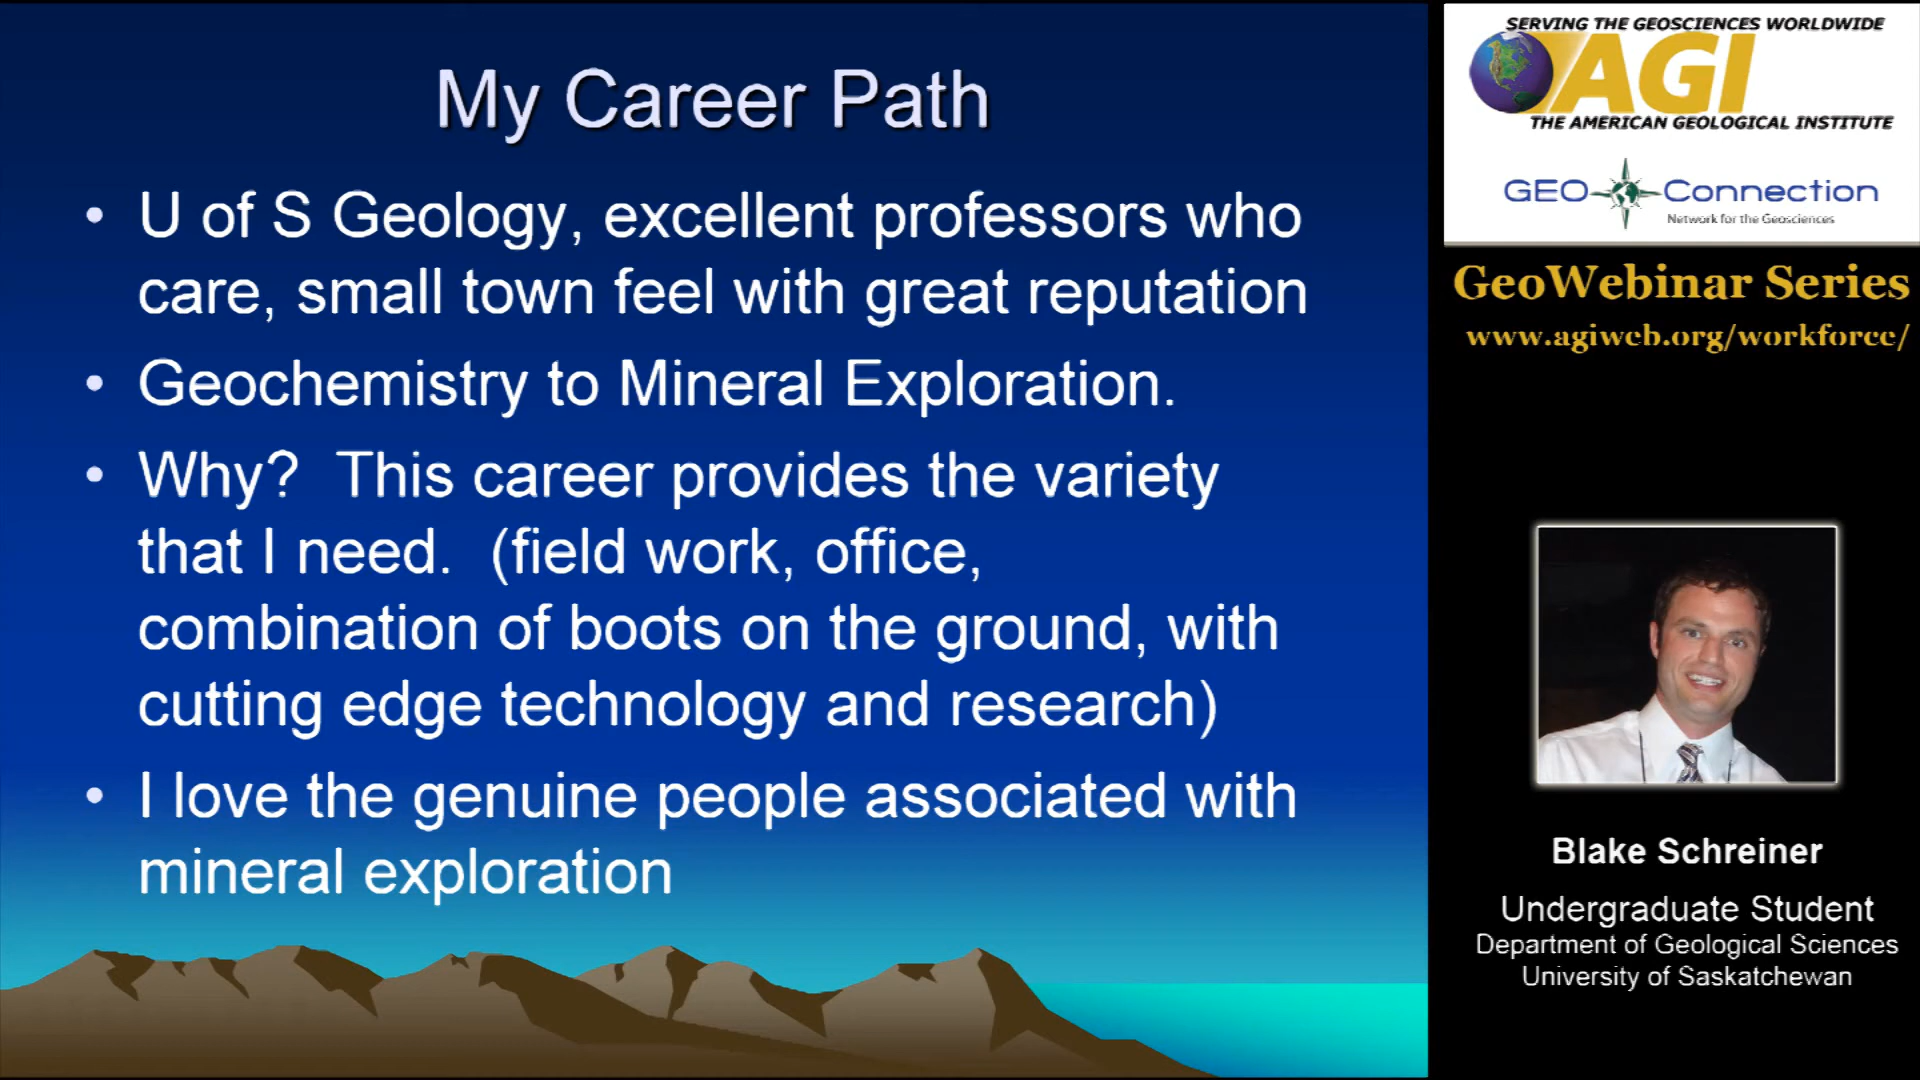 My Career Path
• U of S Geology, excellent professors who
care, small town feel with great reputation
• Geochemistry to Mineral Exploration.
• Why?  This career provides the variety
that I need.  (field work, office,
combination of boots on the ground, with
cutting edge technology and research)
• I love the genuine people associated with
mineral exploration
SERVING THE GEOSCIENCES WORLDWIDE
AGI
THE AMERICAN GEOLOGICAL INSTITUTE
GEO Connection
Network for the Geosciences
GeoWebinar Series
www.agiweb.org/workforce/
Blake Schreiner
Undergraduate Student
Department of Geological Sciences
University of Saskatchewan